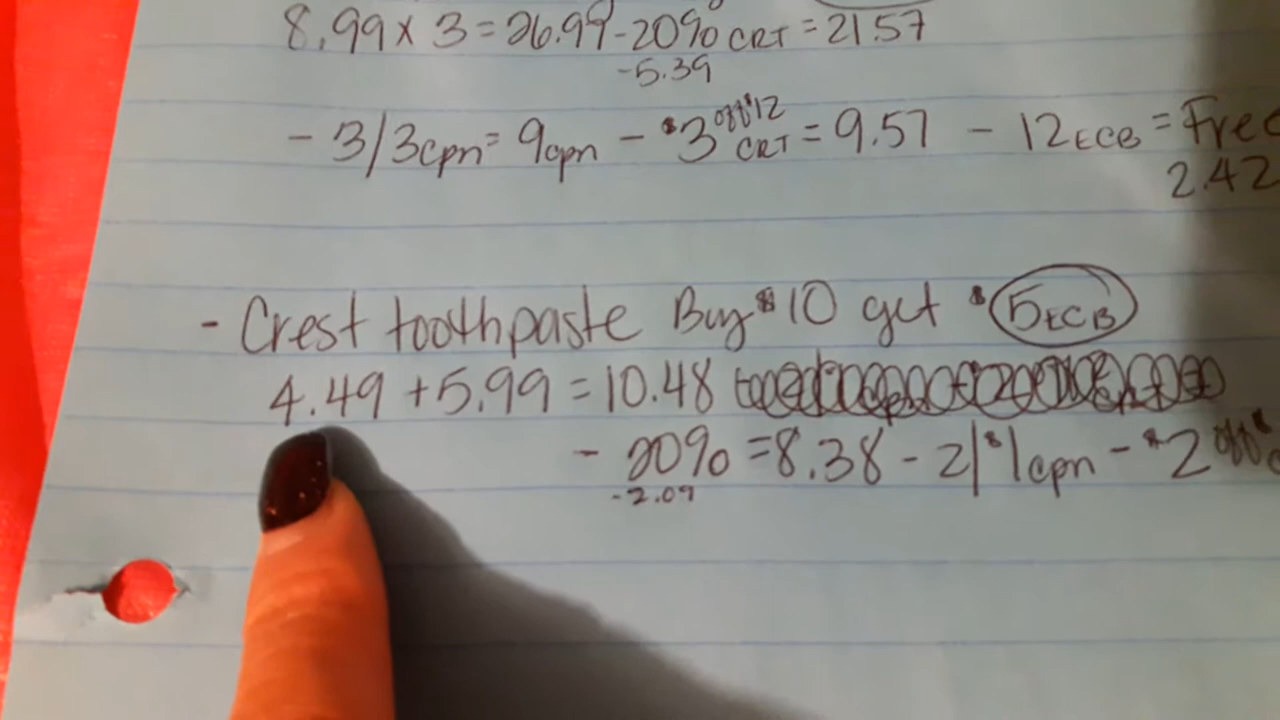 8.99 x 3 = 26.99 - 20% CRT = 21.57
-5.39
- 3/3cpn = 9cpn - $3 off $12 CRT = 9.57 - 12ECB = Free
2.42
- Crest toothpaste Buy $10 get $5ECB
4.49 + 5.99 = 10.48
- 20% = 8.38 - 2/$1cpn - $2 off $
-2.09